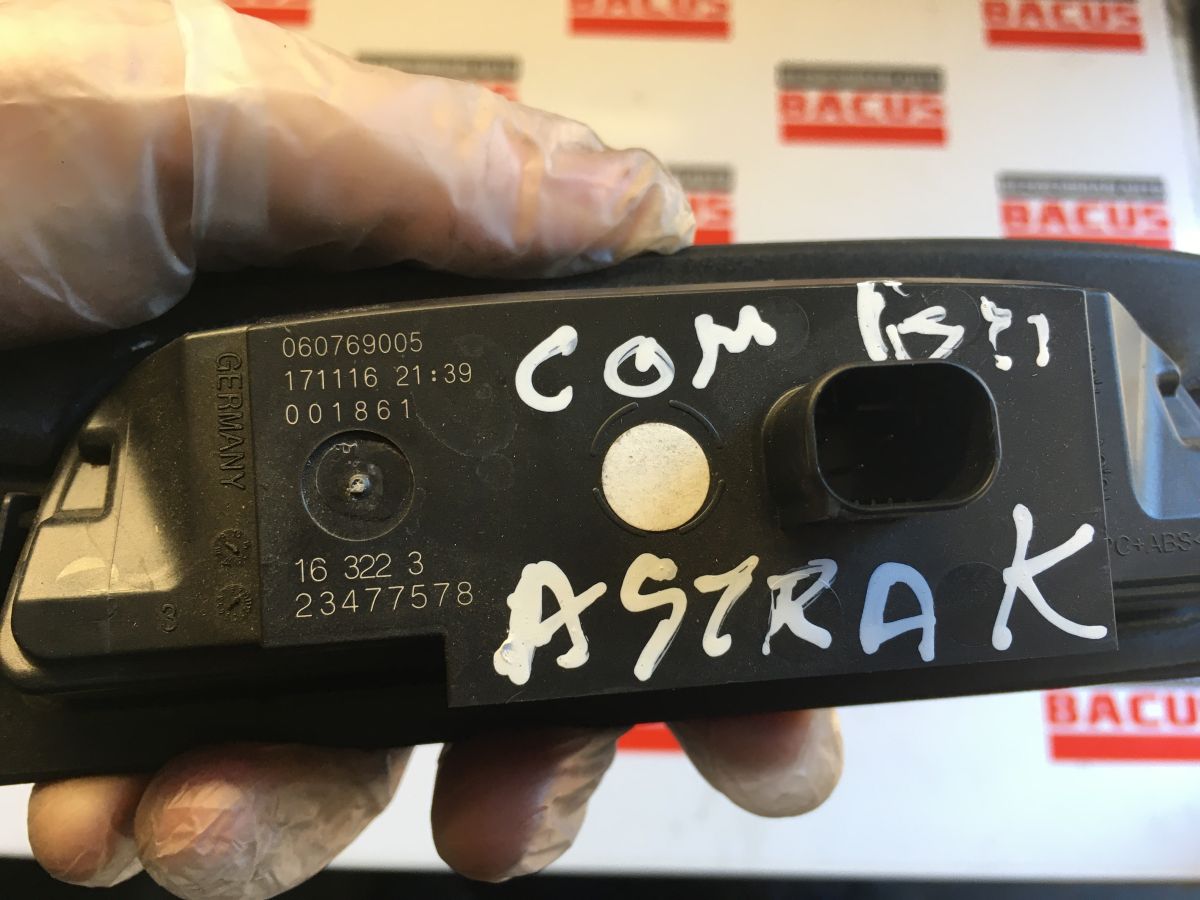 BACUS
BACUS
BACUS
BACUS
060769005
171116 21:39
001861
GERMANY
COM
16 322 3
23477578
ASTRA K
BACUS